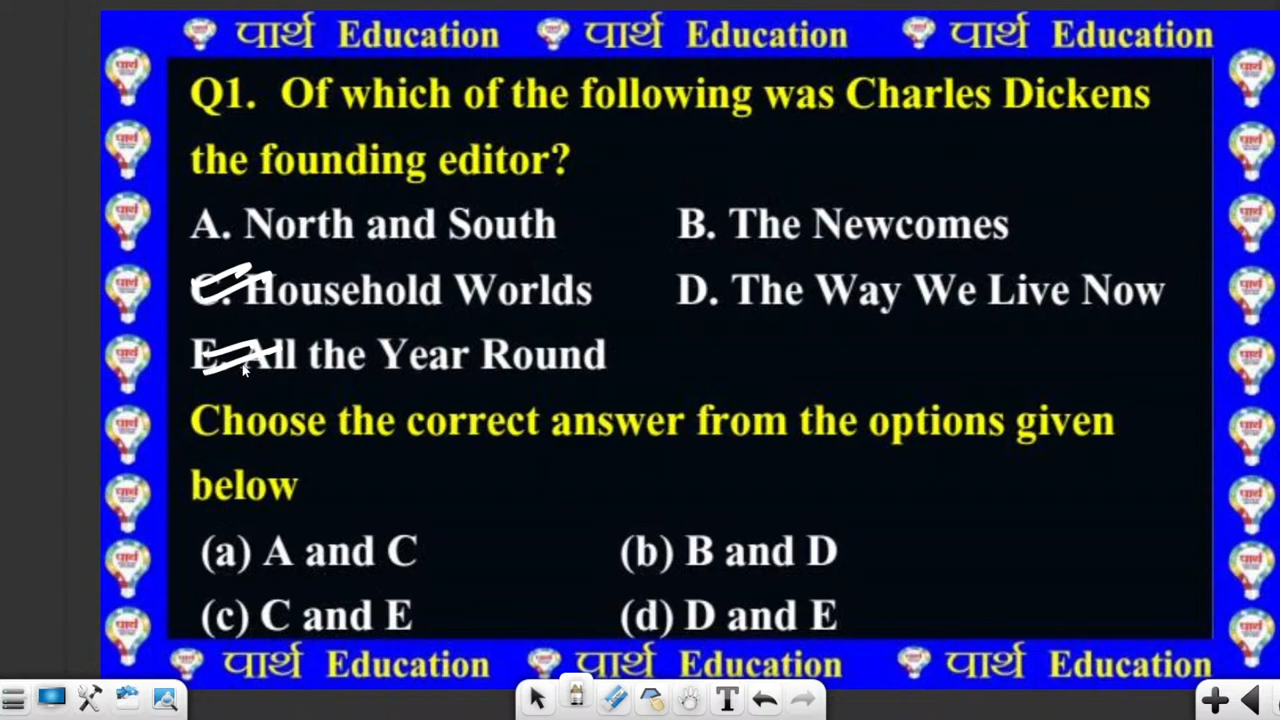 पार्थ Education पार्थ Education पार्थ Education
Q1. Of which of the following was Charles Dickens
the founding editor?
A. North and South B. The Newcomes
C. Household Worlds D. The Way We Live Now
E. All the Year Round
Choose the correct answer from the options given
below
(a) A and C (b) B and D
(c) C and E (d) D and E
पार्थ Education पार्थ Education पार्थ Education